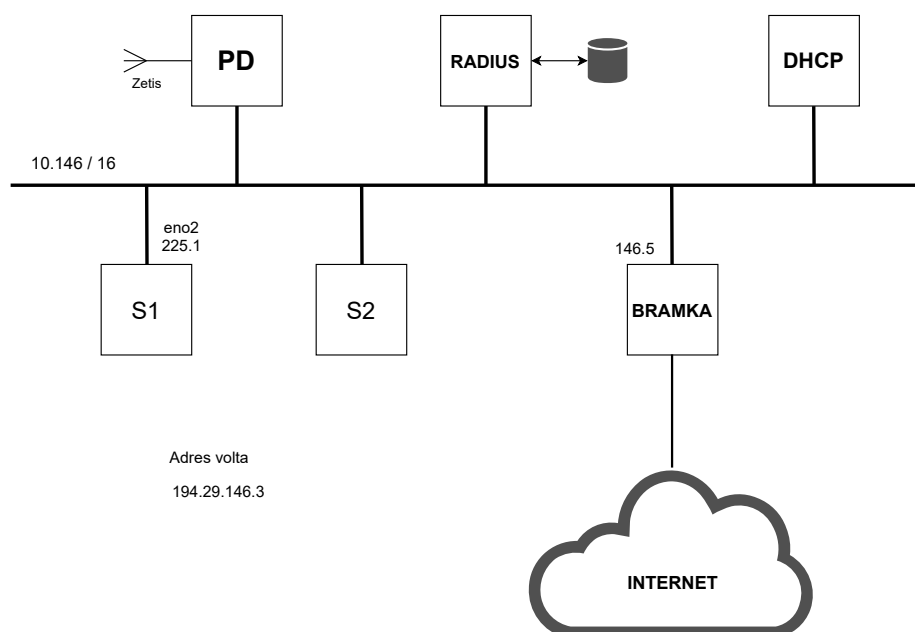 PD
RADIUS
DHCP
Zetis
10.146 / 16
eno2
225.1
146.5
S1
S2
BRAMKA
Adres volta
194.29.146.3
INTERNET